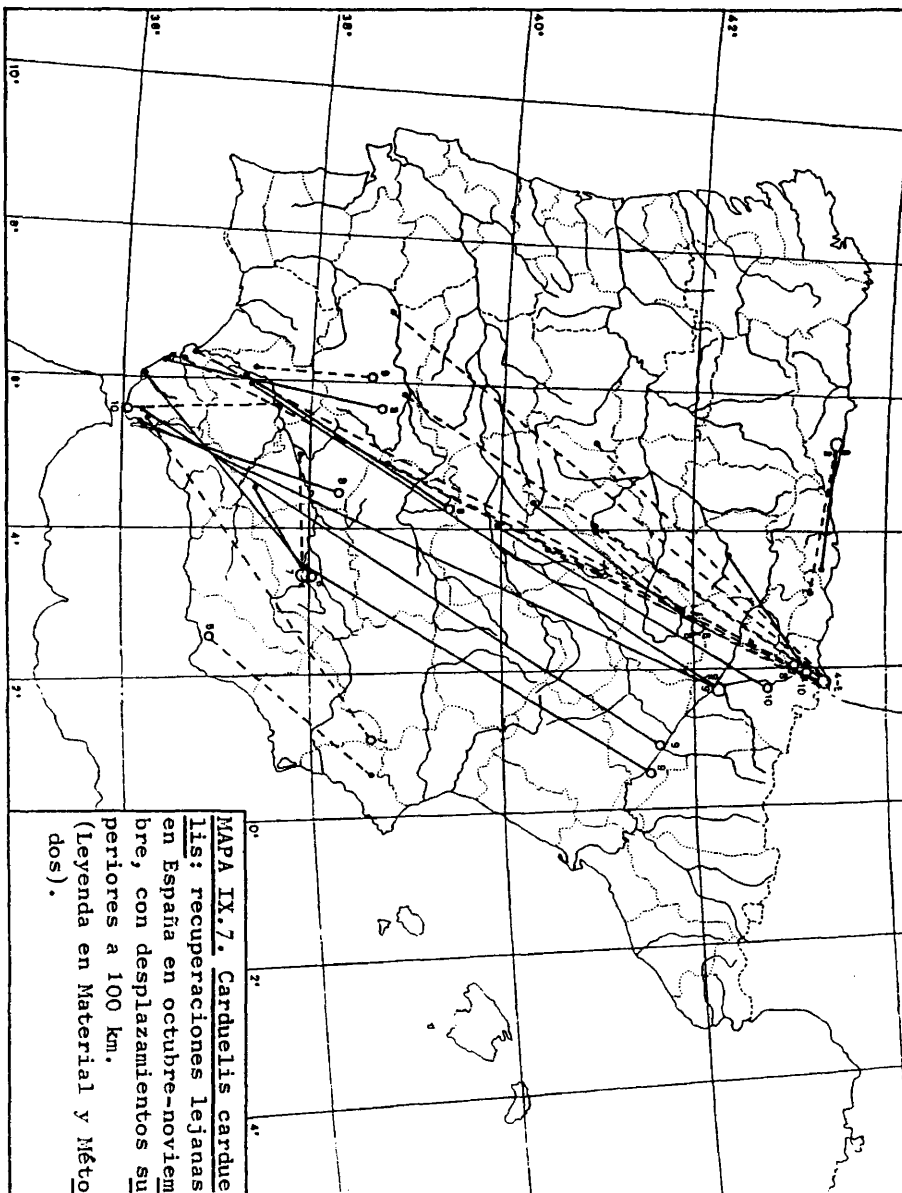 MAPA IX.7. Carduelis cardue
lis: recuperaciones lejanas
en España en octubre-noviem
bre, con desplazamientos su
periores a 100 km.
(Leyenda en Material y Méto
dos).
36°
38°
40°
42°
10°
8°
6°
4°
2°
0°
2°
4°